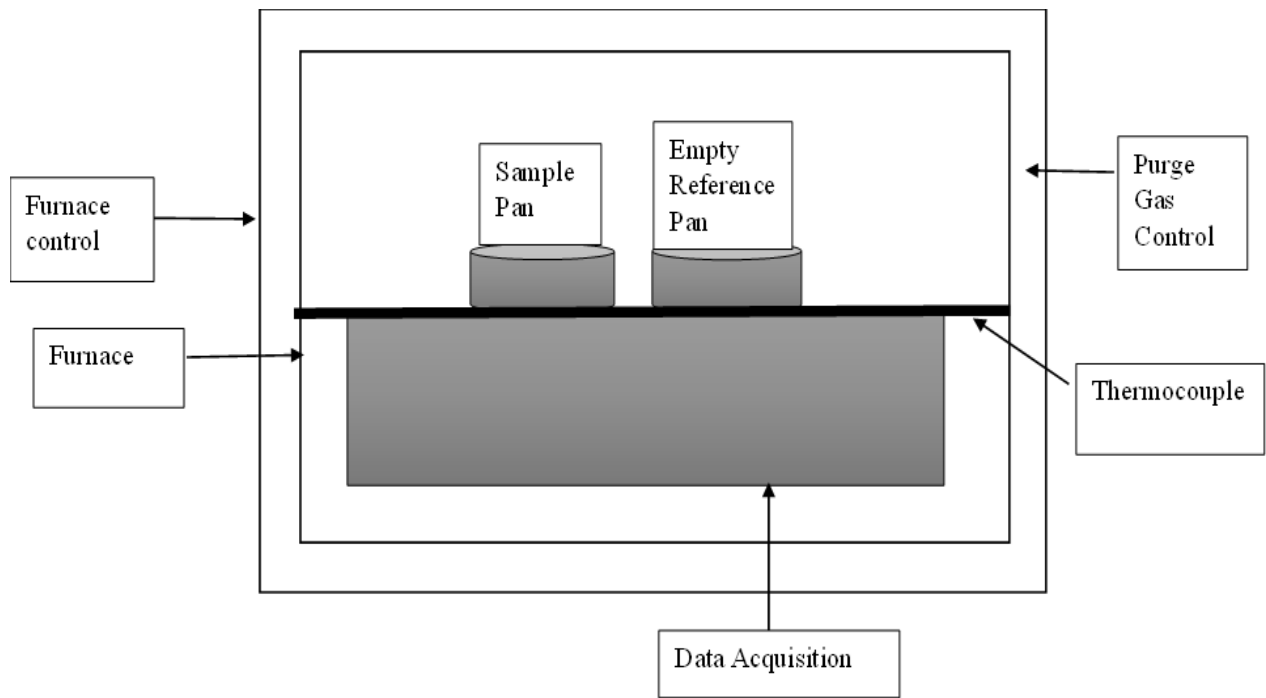 Sample
Pan
Empty
Reference
Pan
Purge
Gas
Control
Furnace
control
Furnace
Thermocouple
Data Acquisition